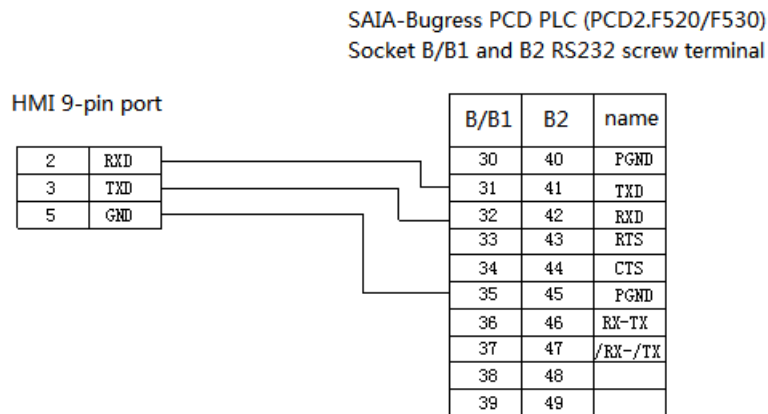 SAIA-Bugress PCD PLC (PCD2.F520/F530)
Socket B/B1 and B2 RS232 screw terminal
HMI 9-pin port
B/B1 B2 name
2 RXD
3 TXD
5 GND
30 40 PGND
31 41 TXD
32 42 RXD
33 43 RTS
34 44 CTS
35 45 PGND
36 46 RX-TX
37 47 /RX-/TX
38 48
39 49